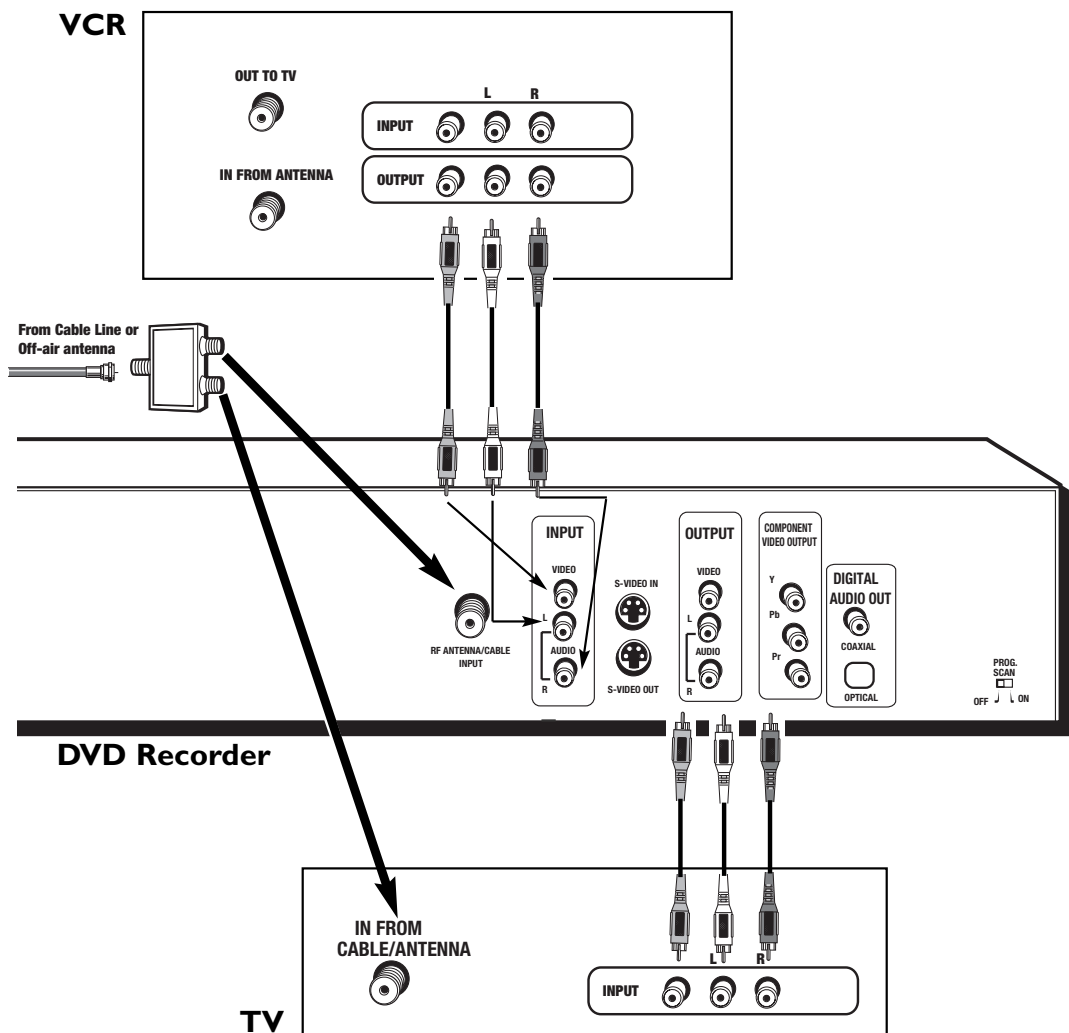 VCR
OUT TO TV
L R
INPUT
IN FROM ANTENNA
OUTPUT
From Cable Line or
Off-air antenna
INPUT
VIDEO
L
AUDIO
R
RF ANTENNA/CABLE
INPUT
S-VIDEO IN
S-VIDEO OUT
OUTPUT
VIDEO
L
AUDIO
R
COMPONENT
VIDEO OUTPUT
Y
Pb
Pr
DIGITAL
AUDIO OUT
COAXIAL
OPTICAL
PROG.
SCAN
OFF ON
DVD Recorder
IN FROM
CABLE/ANTENNA
L R
INPUT
TV